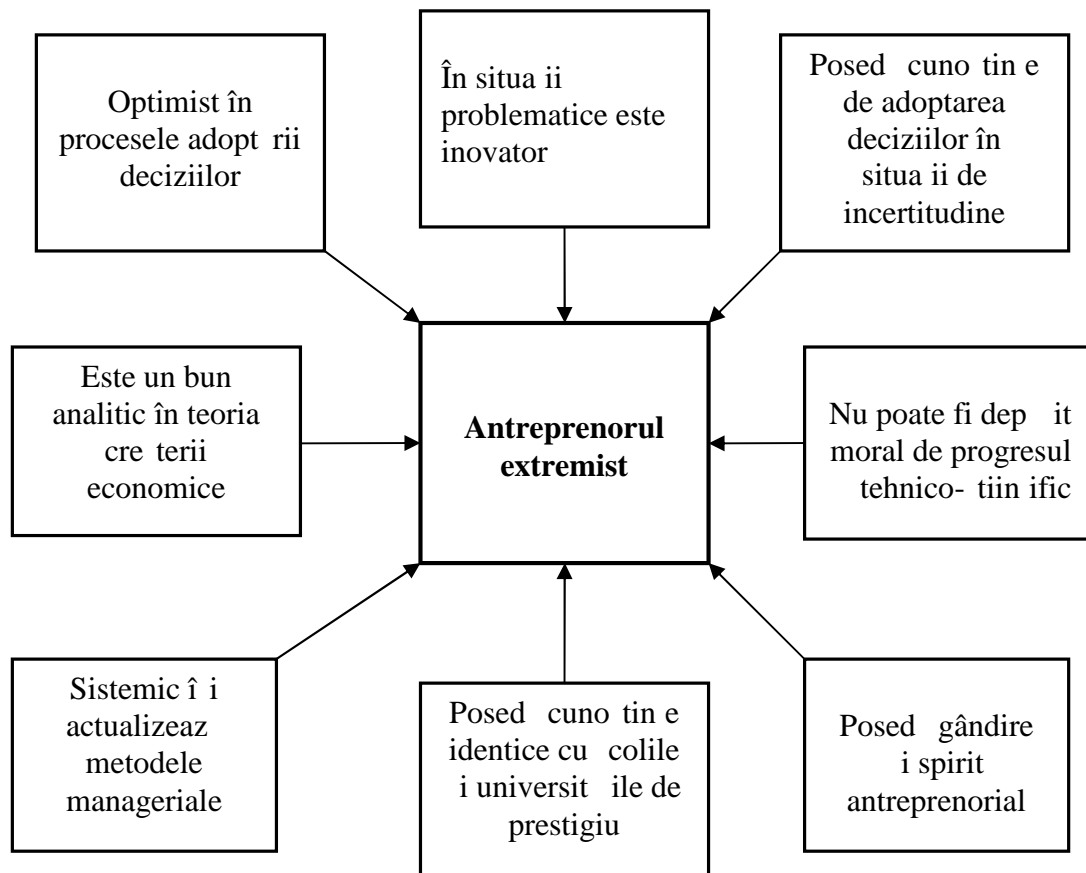 Optimist în
procesele adopt rii
deciziilor
În situa ii
problematice este
inovator
Posed cuno tin e
de adoptarea
deciziilor în
situa ii de
incertitudine
Este un bun
analitic în teoria
cre terii
economice
Antreprenorul
extremist
Nu poate fi dep it
moral de progresul
tehnico- tiin ific
Sistemic î i
actualizeaz
metodele
manageriale
Posed cuno tin e
identice cu colile
i universit ile de
prestigiu
Posed gândire
i spirit
antreprenorial